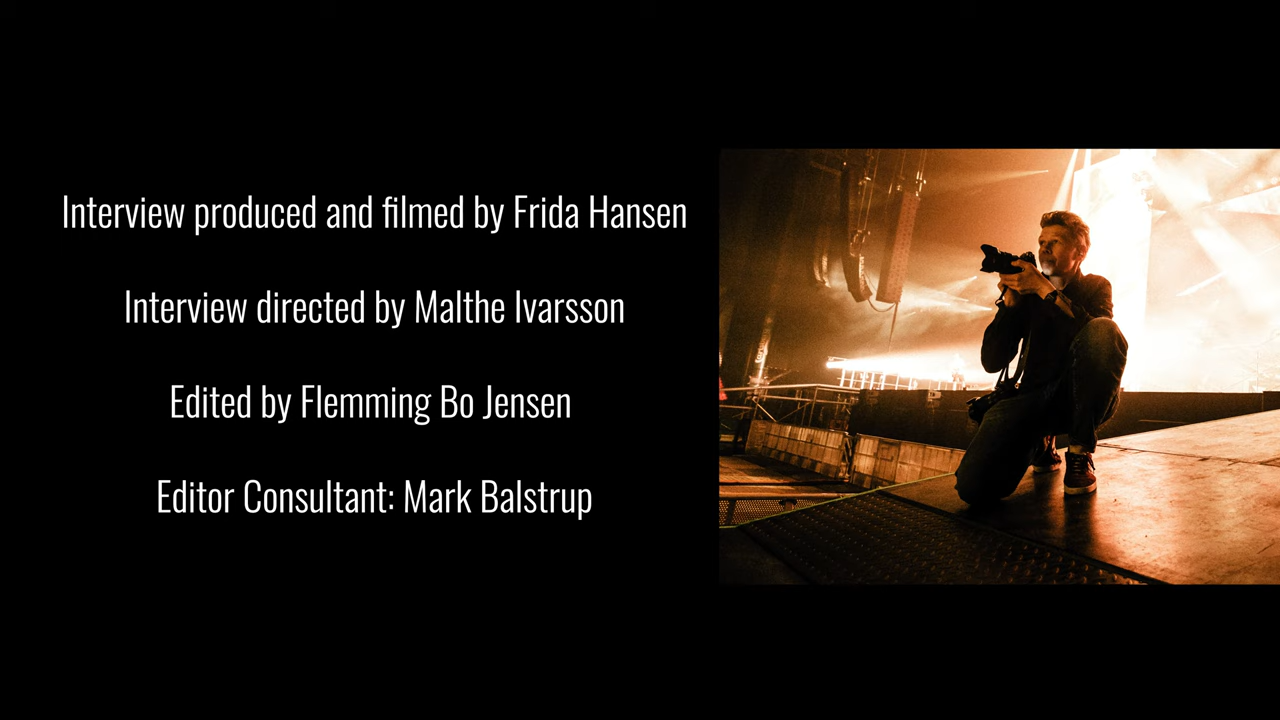 Interview produced and filmed by Frida Hansen
Interview directed by Malthe Ivarsson
Edited by Flemming Bo Jensen
Editor Consultant: Mark Balstrup